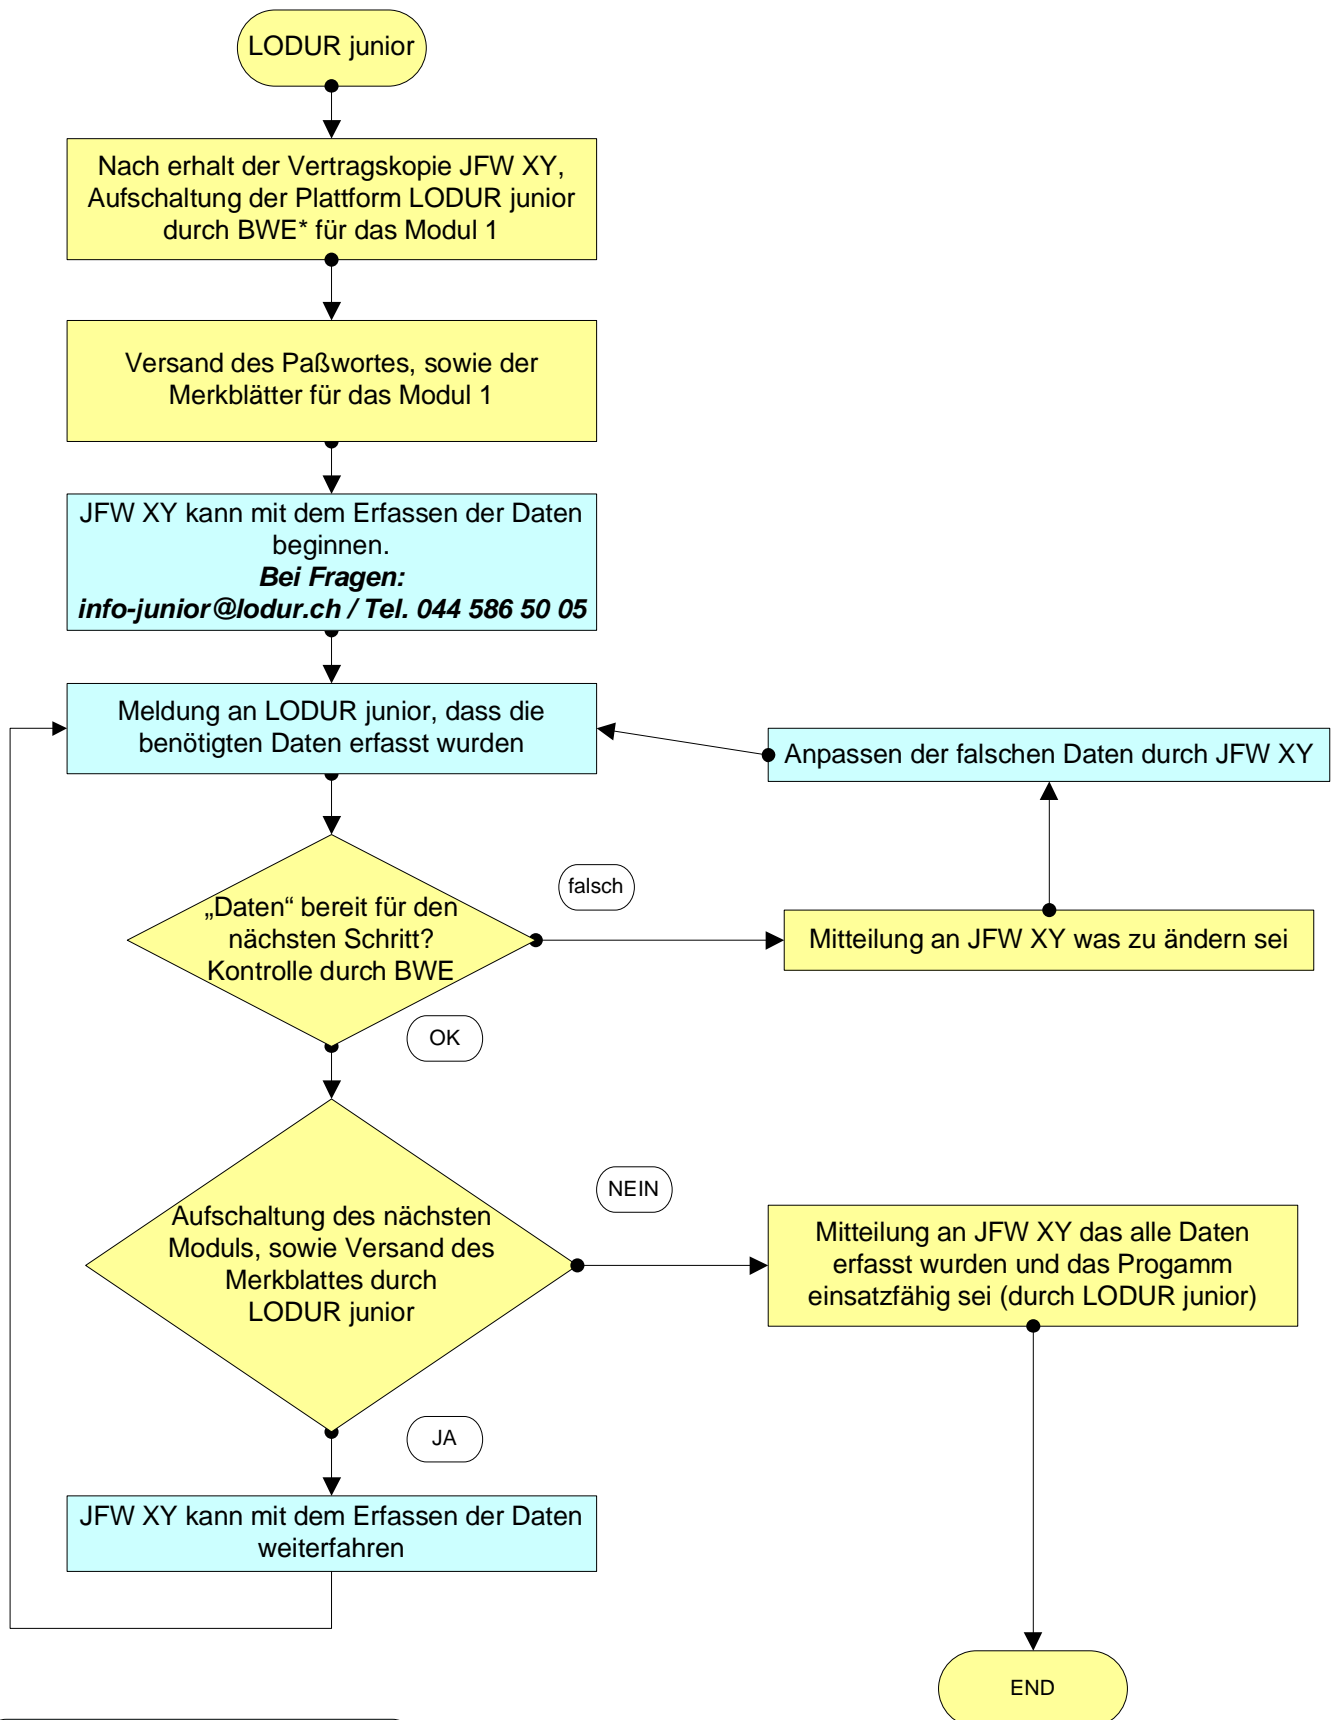 LODUR junior
Nach erhalt der Vertragskopie JFW XY,
Aufschaltung der Plattform LODUR junior
durch BWE* für das Modul 1
Versand des Paßwortes, sowie der
Merkblätter für das Modul 1
JFW XY kann mit dem Erfassen der Daten
beginnen.
Bei Fragen:
info-junior@lodur.ch / Tel. 044 586 50 05
Meldung an LODUR junior, dass die
benötigten Daten erfasst wurden
Anpassen der falschen Daten durch JFW XY
„Daten“ bereit für den
nächsten Schritt?
Kontrolle durch BWE
falsch
Mitteilung an JFW XY was zu ändern sei
OK
Aufschaltung des nächsten
Moduls, sowie Versand des
Merkblattes durch
LODUR junior
NEIN
Mitteilung an JFW XY das alle Daten
erfasst wurden und das Progamm
einsatzfähig sei (durch LODUR junior)
JA
JFW XY kann mit dem Erfassen der Daten
weiterfahren
END